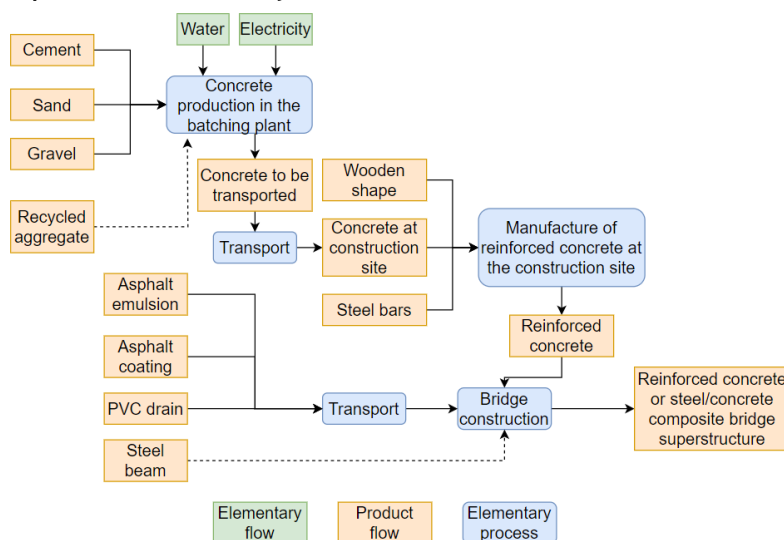 Water
Electricity
Cement
Sand
Gravel
Recycled
aggregate
Concrete
production in the
batching plant
Concrete to be
transported
Transport
Wooden
shape
Concrete at
construction
site
Steel bars
Manufacture of
reinforced concrete at
the construction site
Reinforced
concrete
Asphalt
emulsion
Asphalt
coating
PVC drain
Steel
beam
Transport
Bridge
construction
Reinforced concrete
or steel/concrete
composite bridge
superstructure
Elementary
flow
Product
flow
Elementary
process